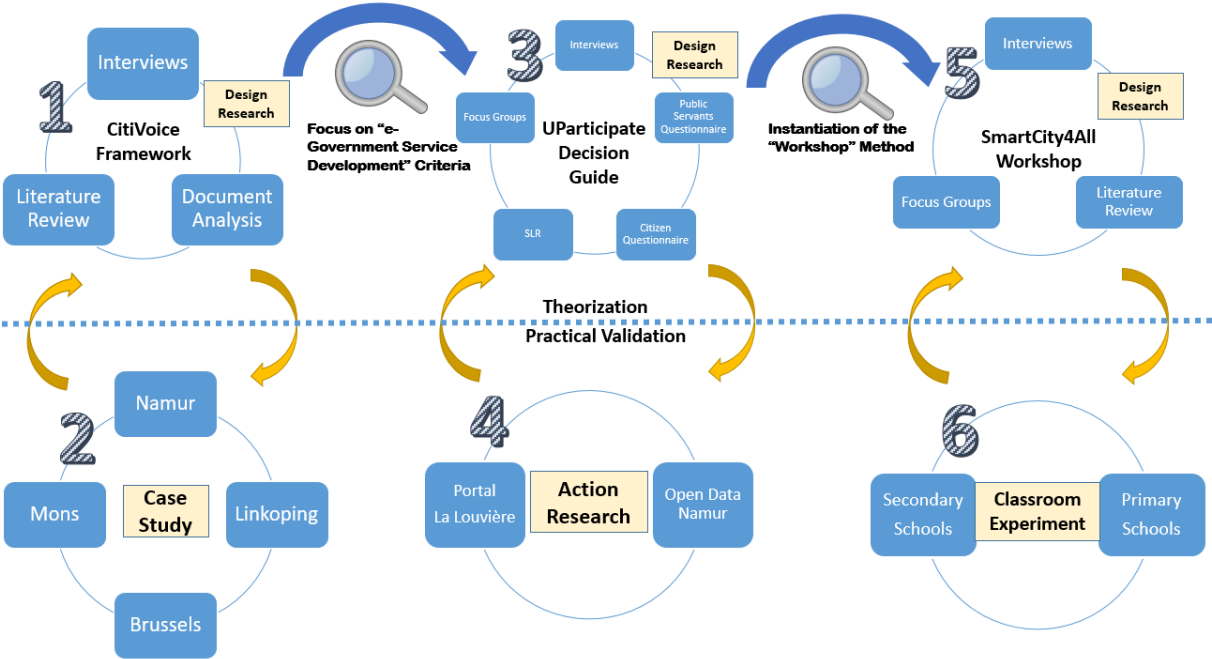 1
Interviews
Design
Research
CitiVoice
Framework
Literature
Review
Document
Analysis
Focus on “e-
Government Service
Development” Criteria
3
Interviews
Design
Research
Focus Groups
Public
Servants
Questionnaire
UParticipate
Decision
Guide
SLR
Citizen
Questionnaire
Instantiation of the
“Workshop” Method
5
Interviews
Design
Research
SmartCity4All
Workshop
Focus Groups
Literature
Review
Theorization
Practical Validation
2
Namur
Mons
Case
Study
Linkoping
Brussels
4
Portal
La Louvière
Action
Research
Open Data
Namur
6
Secondary
Schools
Classroom
Experiment
Primary
Schools